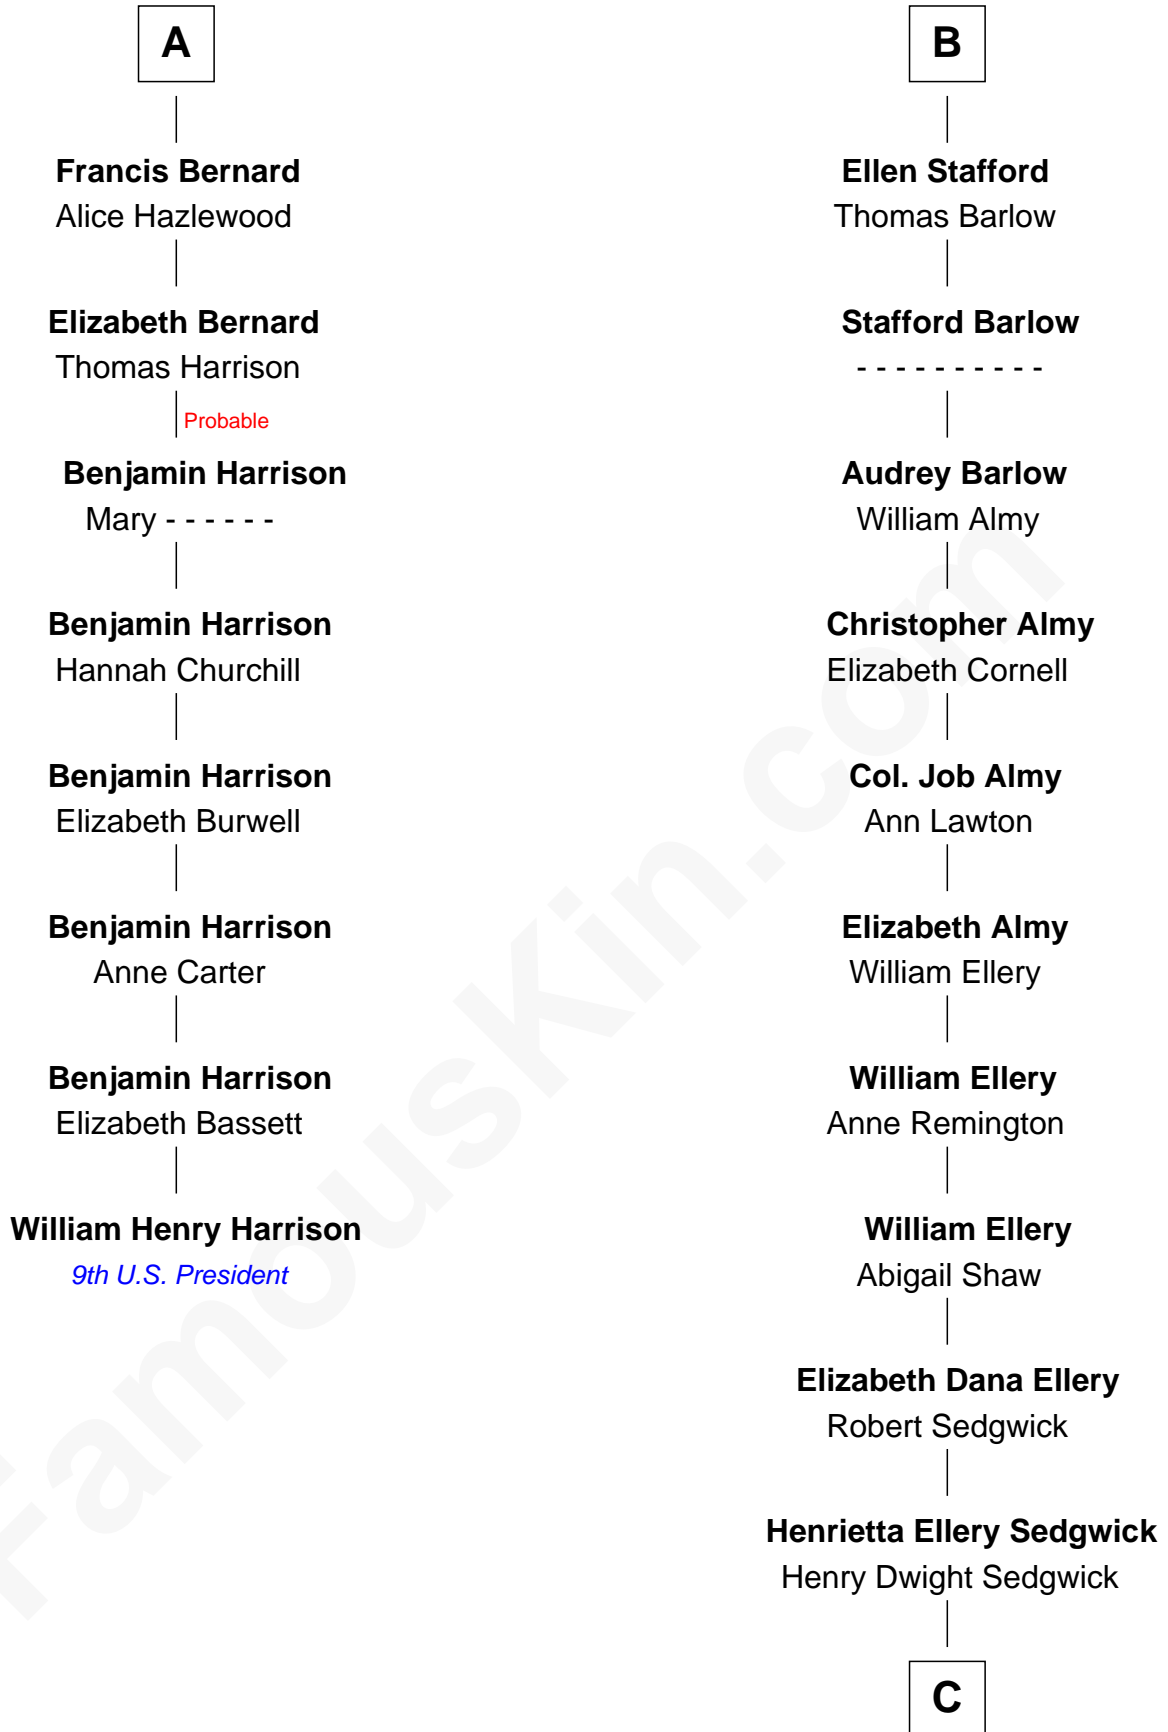 A
Francis Bernard
Alice Hazlewood
Elizabeth Bernard
Thomas Harrison
Probable
Benjamin Harrison
Mary - - - - - -
Benjamin Harrison
Hannah Churchill
Benjamin Harrison
Elizabeth Burwell
Benjamin Harrison
Anne Carter
Benjamin Harrison
Elizabeth Bassett
William Henry Harrison
9th U.S. President
B
Ellen Stafford
Thomas Barlow
Stafford Barlow
- - - - - - - - - -
Audrey Barlow
William Almy
Christopher Almy
Elizabeth Cornell
Col. Job Almy
Ann Lawton
Elizabeth Almy
William Ellery
William Ellery
Anne Remington
William Ellery
Abigail Shaw
Elizabeth Dana Ellery
Robert Sedgwick
Henrietta Ellery Sedgwick
Henry Dwight Sedgwick
C
FamousKin.com